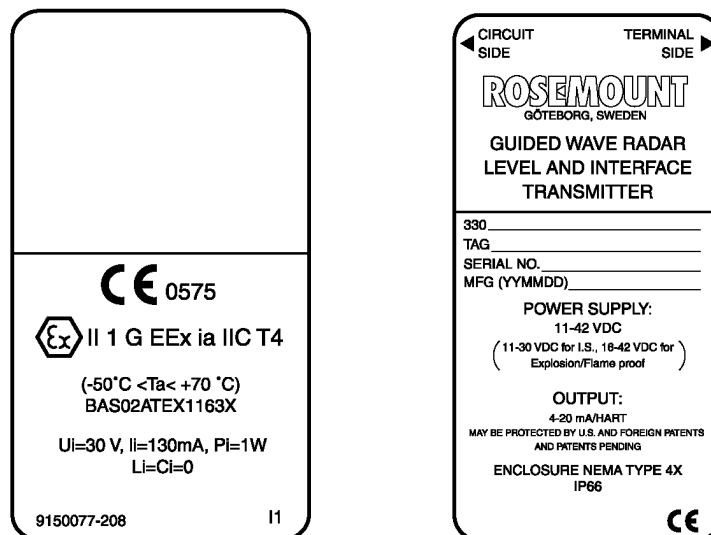 CE 0575
Ex II 1 G EEx ia IIC T4
(-50°C <Ta< +70 °C)
BAS02ATEX1163X
Ui=30 V, Ii=130mA, Pi=1W
Li=Ci=0
9150077-208 I1
CIRCUIT SIDE
TERMINAL SIDE
ROSEMOUNT
GÖTEBORG, SWEDEN
GUIDED WAVE RADAR
LEVEL AND INTERFACE
TRANSMITTER
330
TAG
SERIAL NO.
MFG (YYMMDD)
POWER SUPPLY:
11-42 VDC
(11-30 VDC for I.S., 16-42 VDC for
Explosion/Flame proof)
OUTPUT:
4-20 mA/HART
MAY BE PROTECTED BY U.S. AND FOREIGN PATENTS
AND PATENTS PENDING
ENCLOSURE NEMA TYPE 4X
IP66
CE